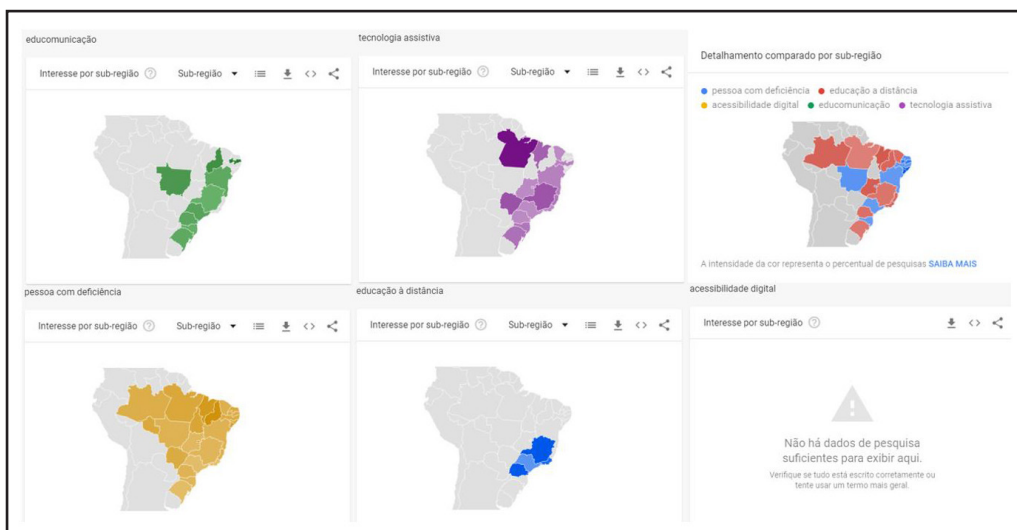 educomunicação
Interesse por sub-região
Sub-região
tecnologia assistiva
Interesse por sub-região
Sub-região
Detalhamento comparado por sub-região
pessoa com deficiência educação a distância
acessibilidade digital educomunicação tecnologia assistiva
A intensidade da cor representa o percentual de pesquisas SAIBA MAIS
pessoa com deficiência
Interesse por sub-região
Sub-região
educação à distância
Interesse por sub-região
Sub-região
acessibilidade digital
Interesse por sub-região
Não há dados de pesquisa
suficientes para exibir aqui.
Verifique se tudo está escrito corretamente ou
tente usar um termo mais geral.